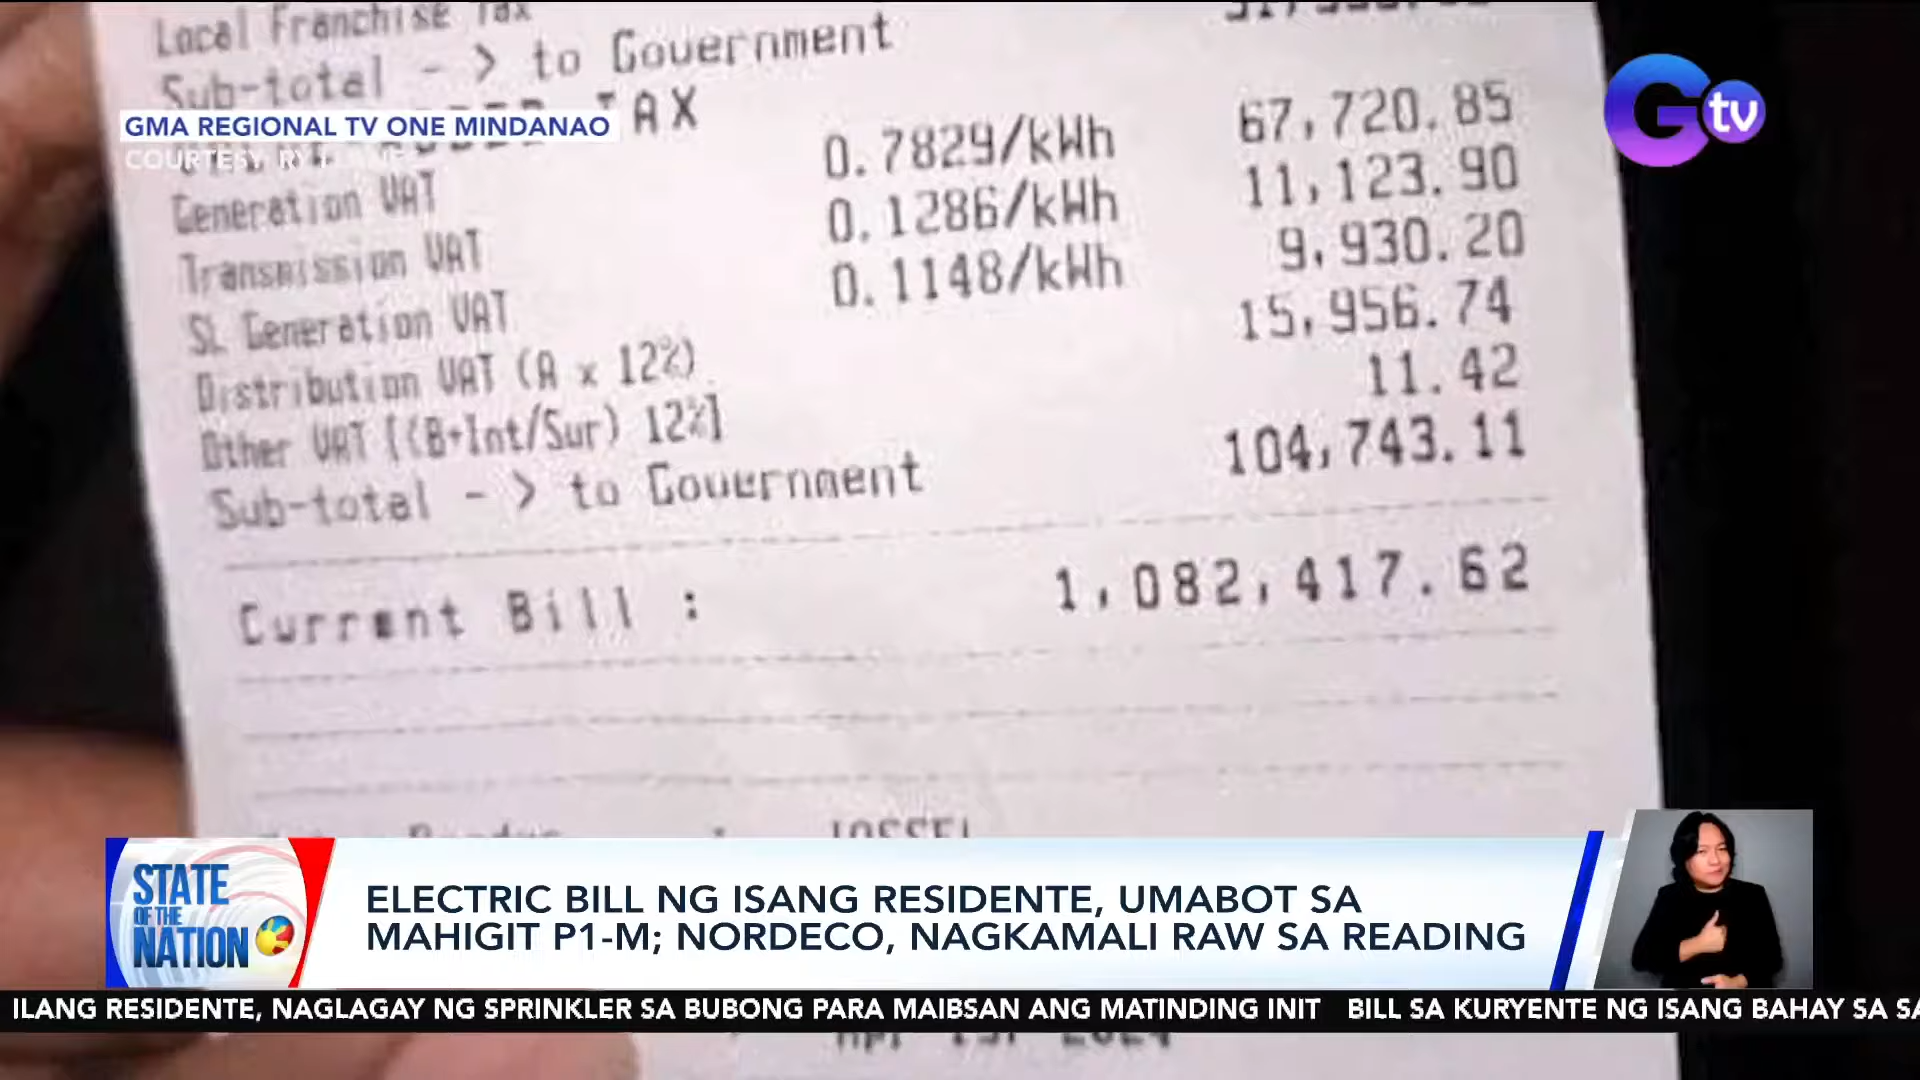 Local Franchise Tax
Sub-total - > to Government
GMA REGIONAL TV ONE MINDANAO
TAX
COURTESY:
Generation VAT 0.7829/kWh 67,720.85
Transmission VAT 0.1286/kWh 11,123.90
SL Generation VAT 0.1148/kWh 9,930.20
Distribution VAT (A x 12%) 15,956.74
Other VAT [(B+Int/Sur) 12%] 11.42
Sub-total - > to Government 104,743.11
Current Bill : 1,082,417.62
G tv
STATE OF THE NATION
ELECTRIC BILL NG ISANG RESIDENTE, UMABOT SA
MAHIGIT P1-M; NORDECO, NAGKAMALI RAW SA READING
ILANG RESIDENTE, NAGLAGAY NG SPRINKLER SA BUBONG PARA MAIBSAN ANG MATINDING INIT BILL SA KURYENTE NG ISANG BAHAY SA